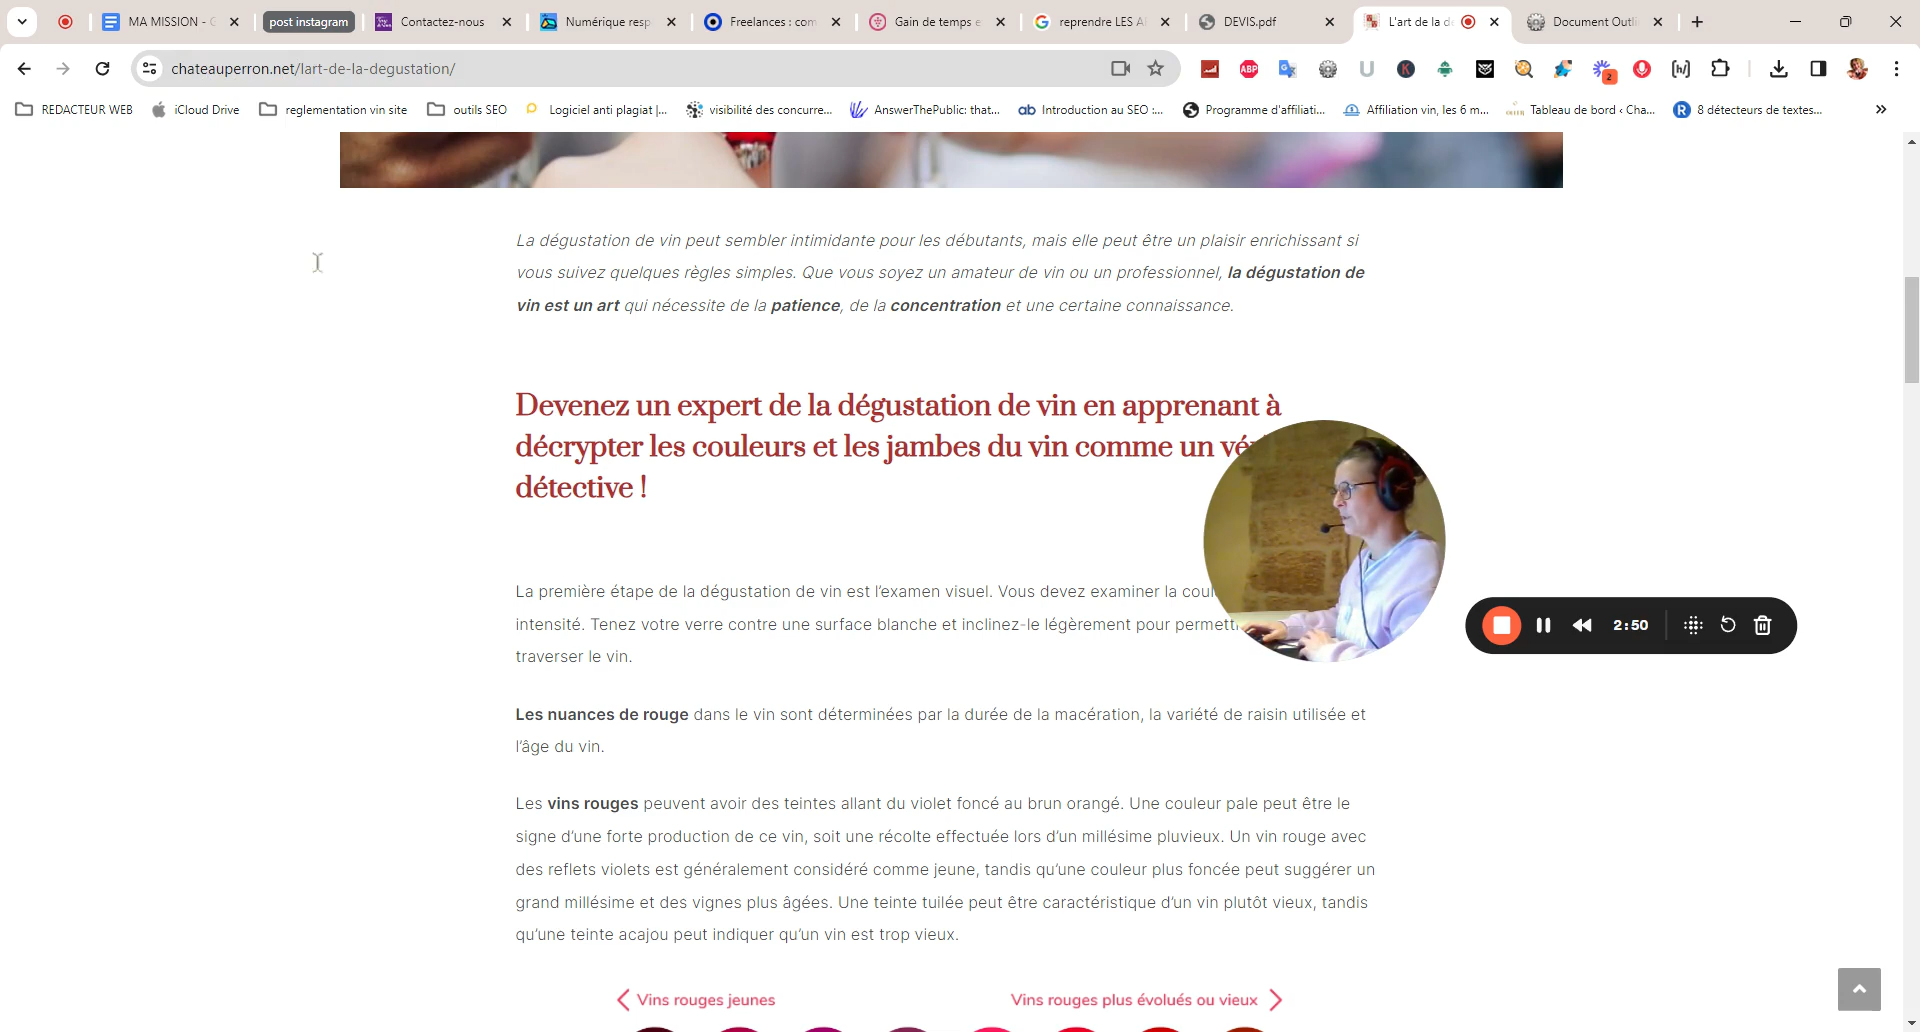 MA MISSION - G
post instagram
Contactez-nous
Numérique resp
Freelances : com
Gain de temps e
reprendre LES A
DEVIS.pdf
L'art de la d
Document Outli
chateauperron.net/lart-de-la-degustation/
ABP
2
REDACTEUR WEB
iCloud Drive
reglementation vin site
outils SEO
Logiciel anti plagiat |...
visibilité des concurre...
AnswerThePublic: that...
Introduction au SEO :...
Programme d'affiliati...
Affiliation vin, les 6 m...
Tableau de bord ‹ Cha...
8 détecteurs de textes...
La dégustation de vin peut sembler intimidante pour les débutants, mais elle peut être un plaisir enrichissant si
vous suivez quelques règles simples. Que vous soyez un amateur de vin ou un professionnel, la dégustation de
vin est un art qui nécessite de la patience, de la concentration et une certaine connaissance.
Devenez un expert de la dégustation de vin en apprenant à
décrypter les couleurs et les jambes du vin comme un vé
détective !
La première étape de la dégustation de vin est l'examen visuel. Vous devez examiner la coul
intensité. Tenez votre verre contre une surface blanche et inclinez-le légèrement pour permett
traverser le vin.
2:50
Les nuances de rouge dans le vin sont déterminées par la durée de la macération, la variété de raisin utilisée et
l'âge du vin.
Les vins rouges peuvent avoir des teintes allant du violet foncé au brun orangé. Une couleur pale peut être le
signe d'une forte production de ce vin, soit une récolte effectuée lors d'un millésime pluvieux. Un vin rouge avec
des reflets violets est généralement considéré comme jeune, tandis qu'une couleur plus foncée peut suggérer un
grand millésime et des vignes plus âgées. Une teinte tuilée peut être caractéristique d'un vin plutôt vieux, tandis
qu'une teinte acajou peut indiquer qu'un vin est trop vieux.
Vins rouges jeunes
Vins rouges plus évolués ou vieux